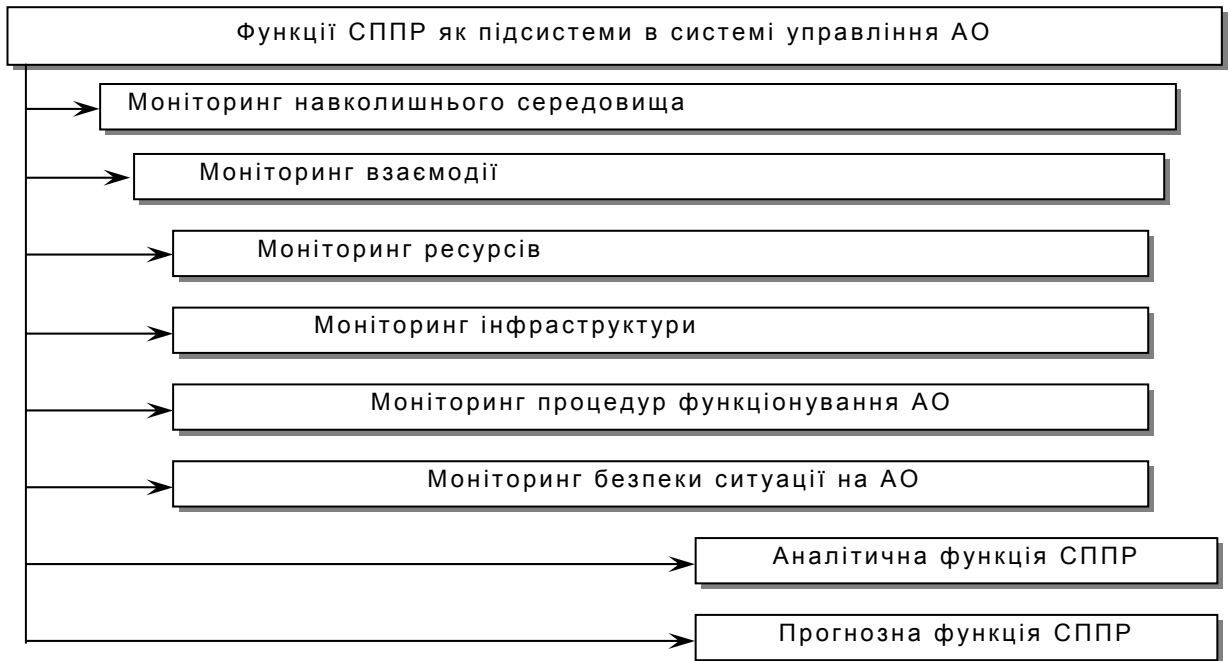 Функції СППР як підсистеми в системі управління АО
Моніторинг навколишнього середовища
Моніторинг взаємодії
Моніторинг ресурсів
Моніторинг інфраструктури
Моніторинг процедур функціонування АО
Моніторинг безпеки ситуації на АО
Аналітична функція СППР
Прогнозна функція СППР